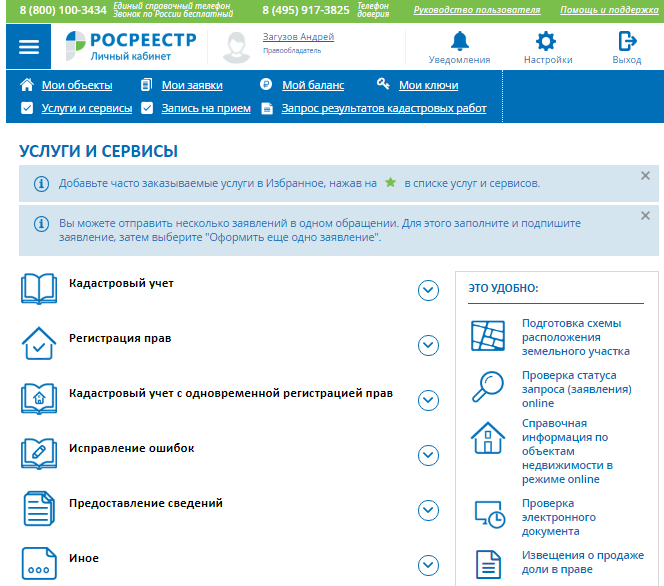 8 (800) 100-3434 Единый справочный телефон
Звонок по России бесплатный
8 (495) 917-3825 Телефон
доверия
Руководство пользователя Помощь и поддержка
РОСРЕЕСТР
Личный кабинет
Загузов Андрей
Правообладатель
Уведомления Настройки Выход
Мои объекты Мои заявки Мой баланс Мои ключи
Услуги и сервисы Запись на прием Запрос результатов кадастровых работ
УСЛУГИ И СЕРВИСЫ
Добавьте часто заказываемые услуги в Избранное, нажав на в списке услуг и сервисов.
Вы можете отправить несколько заявлений в одном обращении. Для этого заполните и подпишите
заявление, затем выберите "Оформить еще одно заявление".
Кадастровый учет
Регистрация прав
Кадастровый учет с одновременной регистрацией прав
Исправление ошибок
Предоставление сведений
Иное
ЭТО УДОБНО:
Подготовка схемы
расположения
земельного участка
Проверка статуса
запроса (заявления)
online
Справочная
информация по
объектам
недвижимости в
режиме online
Проверка
электронного
документа
Извещения о продаже
доли в праве